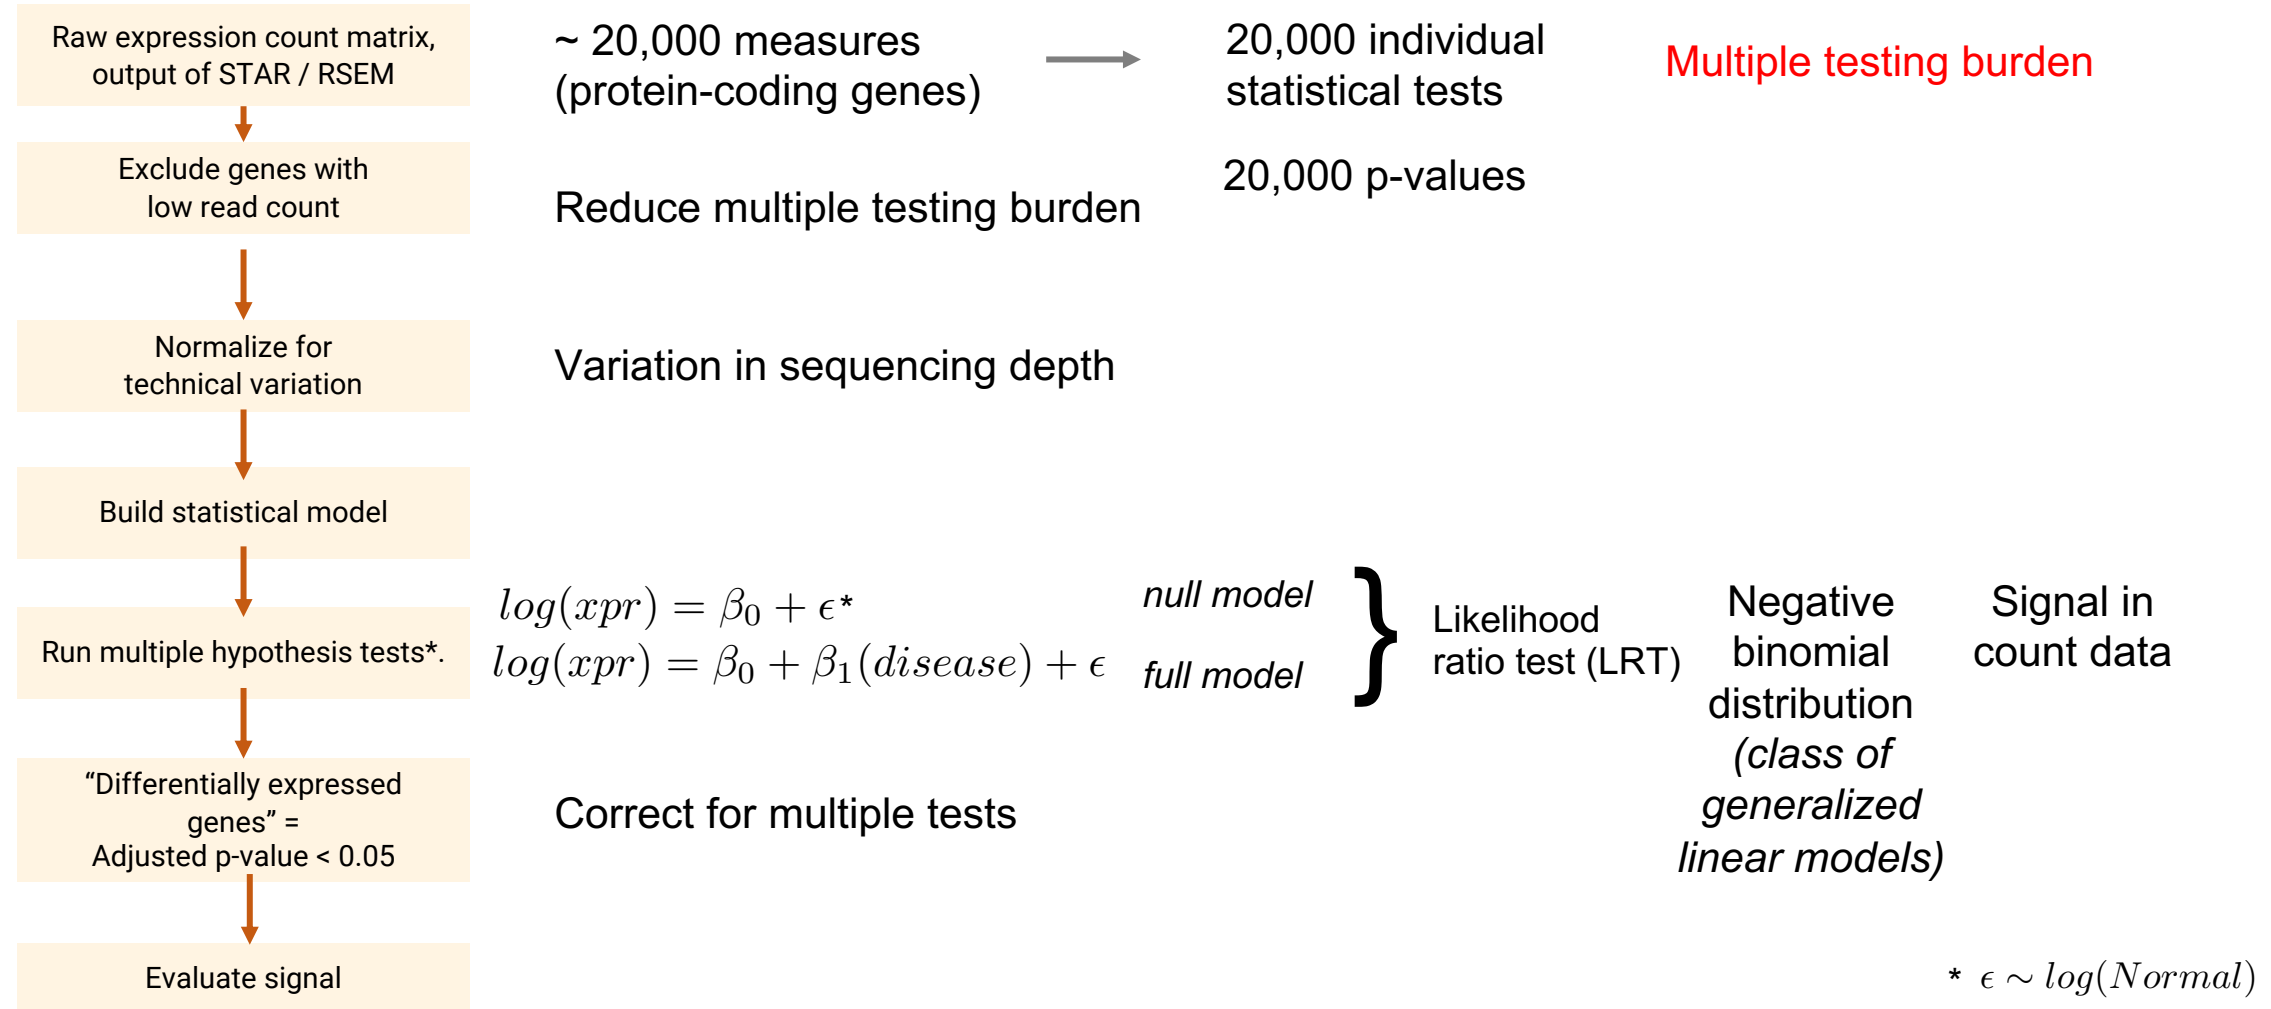 Raw expression count matrix,
output of STAR / RSEM
~ 20,000 measures
(protein-coding genes)
20,000 individual
statistical tests
Multiple testing burden
Exclude genes with
low read count
Reduce multiple testing burden
20,000 p-values
Normalize for
technical variation
Variation in sequencing depth
Build statistical model
Run multiple hypothesis tests*.
log(xpr) = β₀ + ϵ*
null model
log(xpr) = β₀ + β₁(disease) + ϵ
full model
}
Likelihood
ratio test (LRT)
Negative
binomial
distribution
(class of
generalized
linear models)
Signal in
count data
“Differentially expressed
genes” =
Adjusted p-value < 0.05
Correct for multiple tests
Evaluate signal
* ϵ ∼ log(Normal)